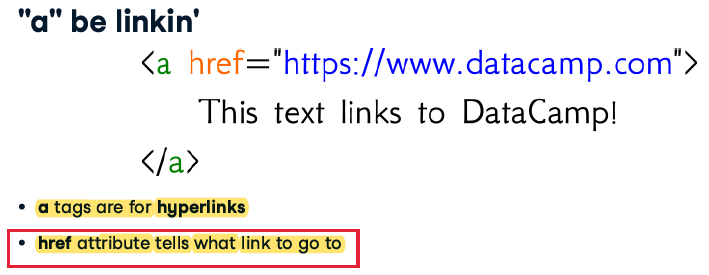 "a" be linkin'
<a href="https://www.datacamp.com">
This text links to DataCamp!
</a>
• a tags are for hyperlinks
• href attribute tells what link to go to